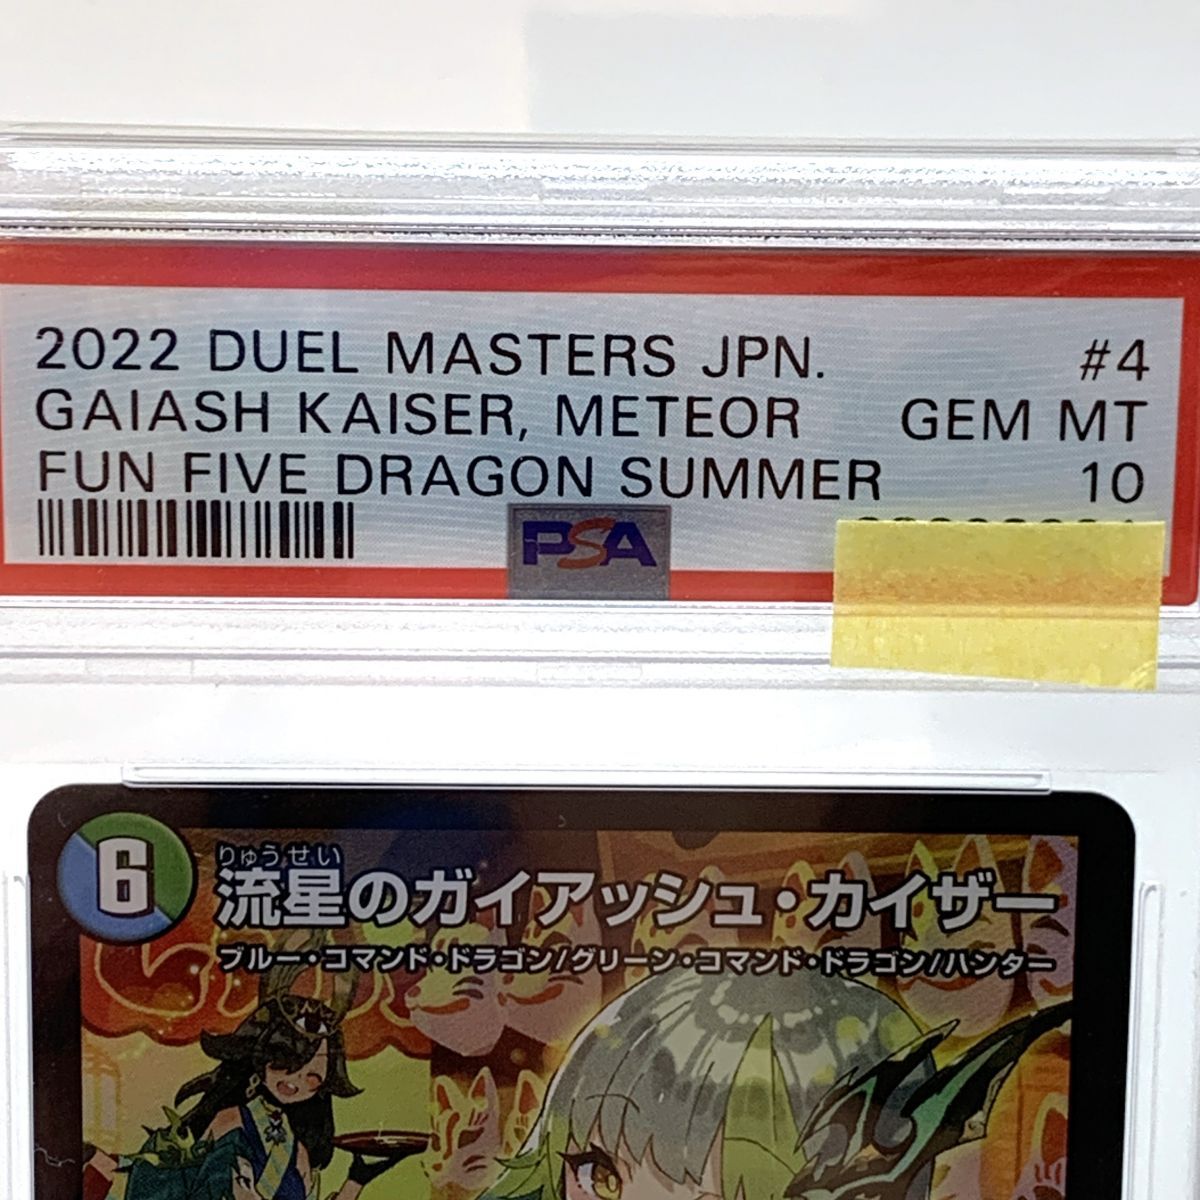 2022 DUEL MASTERS JPN. #4
GAIASH KAISER, METEOR GEM MT
FUN FIVE DRAGON SUMMER 10
PSA
6
りゅうせい
流星のガイアッシュ・カイザー
ブルー・コマンド・ドラゴン/グリーン・コマンド・ドラゴン/ハンター